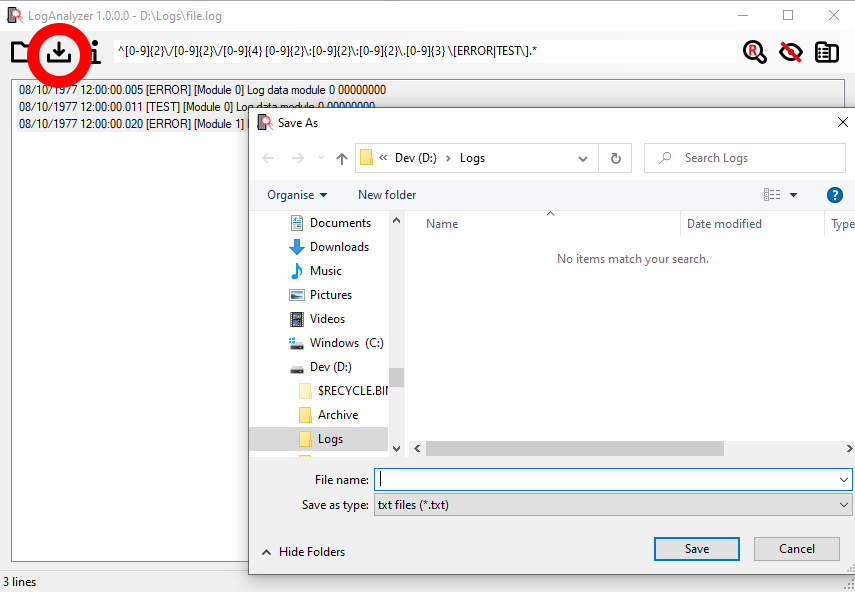 LogAnalyzer 1.0.0.0 - D:\Logs\file.log
^[0-9]{2}\/[0-9]{2}\/[0-9]{4} [0-9]{2}\:[0-9]{2}\:[0-9]{2}\.[0-9]{3} \[ERROR|TEST\].*
08/10/1977 12:00:00.005 [ERROR] [Module 0] Log data module 0 00000000
08/10/1977 12:00:00.011 [TEST] [Module 0] Log data module 0 00000000
08/10/1977 12:00:00.020 [ERROR] [Module 1]
Save As
« Dev (D:) › Logs
Search Logs
Organise
New folder
Name
Date modified
Type
No items match your search.
Documents
Downloads
Music
Pictures
Videos
Windows (C:)
Dev (D:)
$RECYCLE.BIN
Archive
Logs
File name:
Save as type: txt files (*.txt)
Hide Folders
Save
Cancel
3 lines